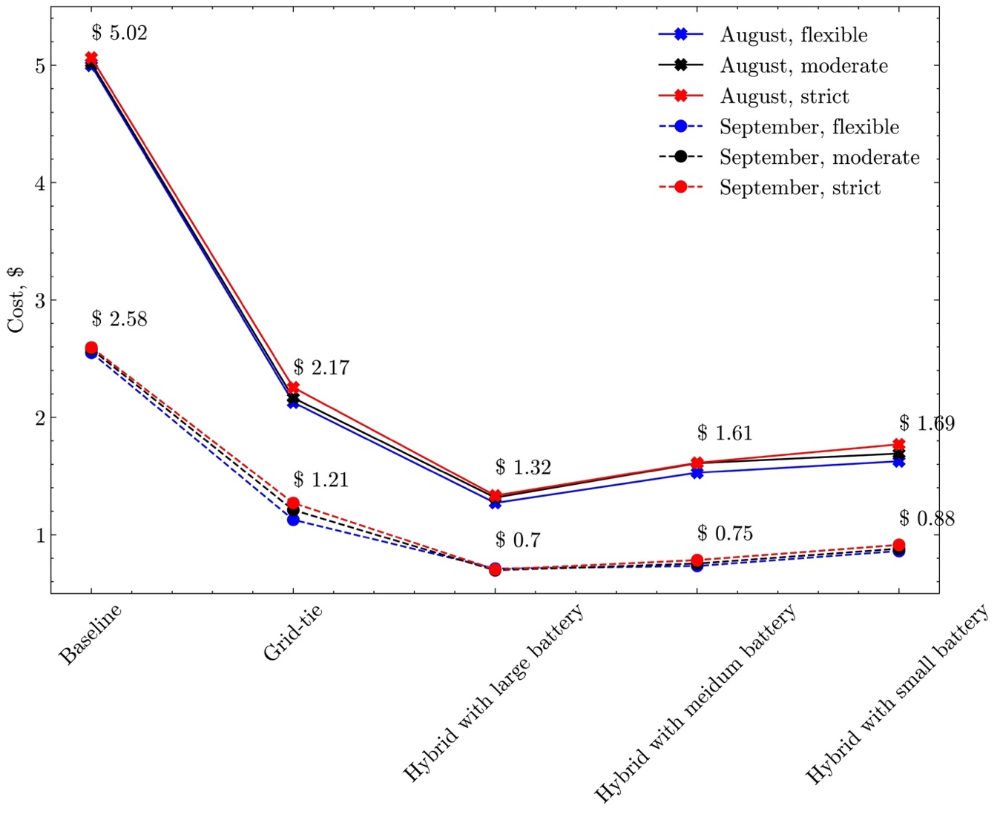 $ 5.02
August, flexible
August, moderate
August, strict
September, flexible
September, moderate
September, strict
5
4
3
2
1
Cost, $
$ 2.58
$ 2.17
$ 1.21
$ 1.32
$ 0.7
$ 1.61
$ 0.75
$ 1.69
$ 0.88
Baseline
Grid-tie
Hybrid with large battery
Hybrid with meidum battery
Hybrid with small battery